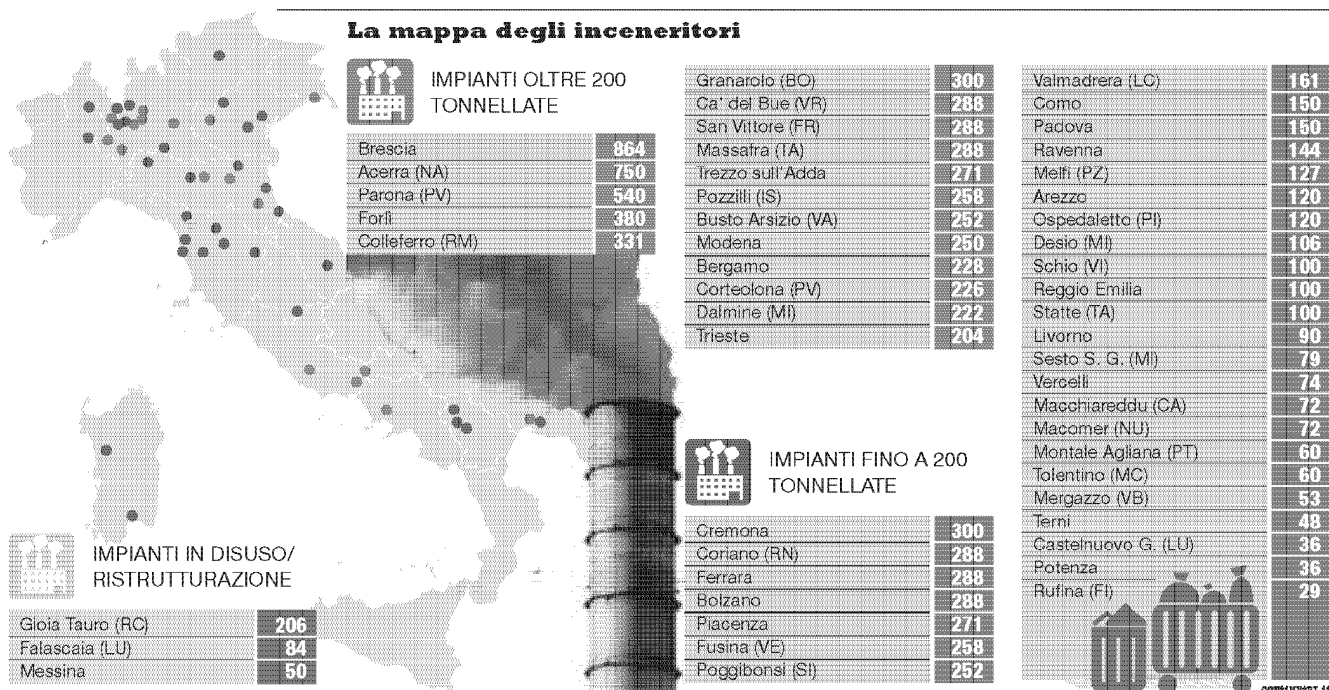 La mappa degli inceneritori
IMPIANTI OLTRE 200
TONNELLATE
Brescia 864
Acerra (NA) 750
Parona (PV) 540
Forlì 380
Colleferro (RM) 331
Granarolo (BO) 300
Ca' del Bue (VR) 288
San Vittore (FR) 288
Massafra (TA) 288
Trezzo sull'Adda 271
Pozzilli (IS) 258
Busto Arsizio (VA) 252
Modena 250
Bergamo 228
Corteolona (PV) 226
Dalmine (MI) 222
Trieste 204
IMPIANTI FINO A 200
TONNELLATE
Cremona 300
Coriano (RN) 288
Ferrara 288
Bolzano 288
Piacenza 271
Fusina (VE) 258
Poggibonsi (SI) 252
Valmadrera (LC) 161
Como 150
Padova 150
Ravenna 144
Melfi (PZ) 127
Arezzo 120
Ospedaletto (PI) 120
Desio (MI) 106
Schio (VI) 100
Reggio Emilia 100
Statte (TA) 100
Livorno 90
Sesto S. G. (MI) 79
Vercelli 74
Macchiareddu (CA) 72
Macomer (NU) 72
Montale Agliana (PT) 60
Tolentino (MC) 60
Mergazzo (VB) 53
Terni 48
Castelnuovo G. (LU) 36
Potenza 36
Rufina (FI) 29
IMPIANTI IN DISUSO/
RISTRUTTURAZIONE
Gioia Tauro (RC) 206
Falascaia (LU) 84
Messina 50